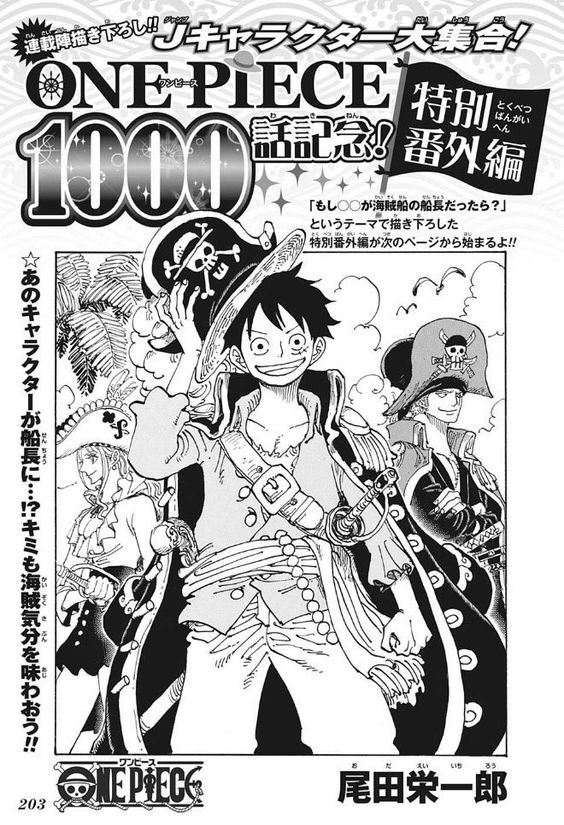 連載陣描き下ろし!!
Jキャラクター大集合!
ONE PIECE
ワンピース
1000話記念!
特別
番外編
「もし○○が海賊船の船長だったら?」
というテーマで描き下ろした
特別番外編が次のページから始まるよ!!
☆あのキャラクターが船長に…!?キミも海賊気分を味わおう!!
ワンピース
ONE PIECE
尾田栄一郎
203